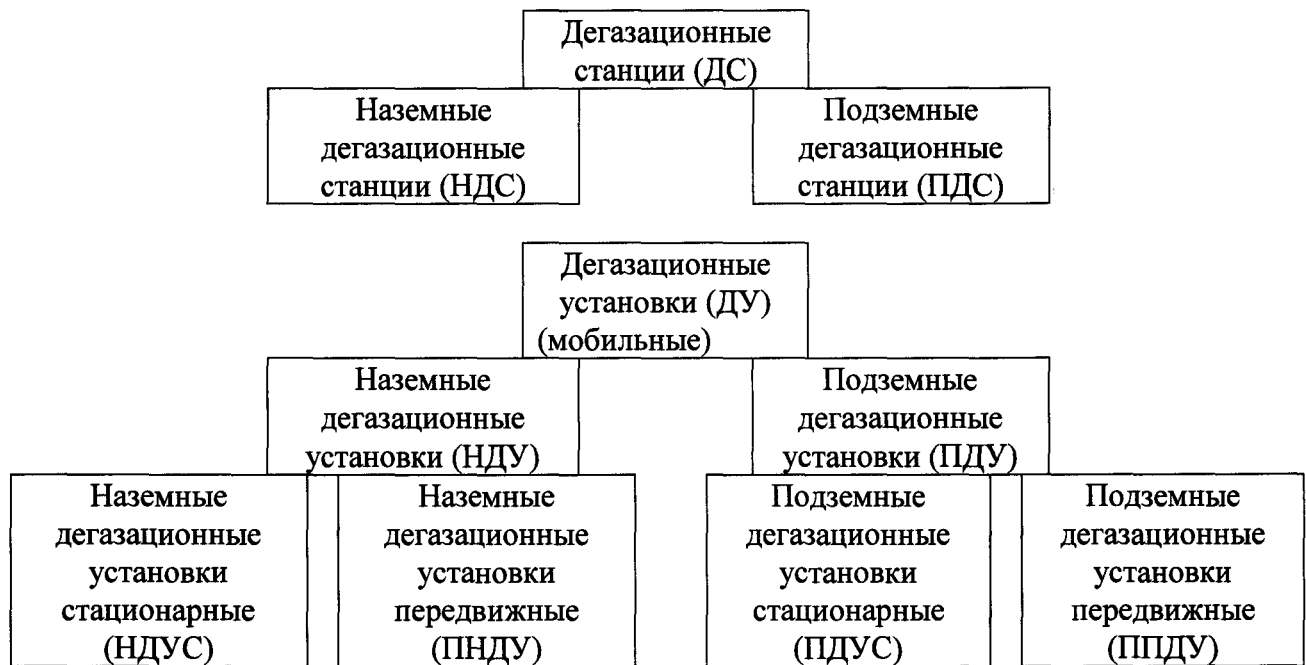 Дегазационные
станции (ДС)
Наземные
дегазационные
станции (НДС)
Подземные
дегазационные
станции (ПДС)
Дегазационные
установки (ДУ)
(мобильные)
Наземные
дегазационные
установки (НДУ)
Подземные
дегазационные
установки (ПДУ)
Наземные
дегазационные
установки
стационарные
(НДУС)
Наземные
дегазационные
установки
передвижные
(ПНДУ)
Подземные
дегазационные
установки
стационарные
(ПДУС)
Подземные
дегазационные
установки
передвижные
(ППДУ)